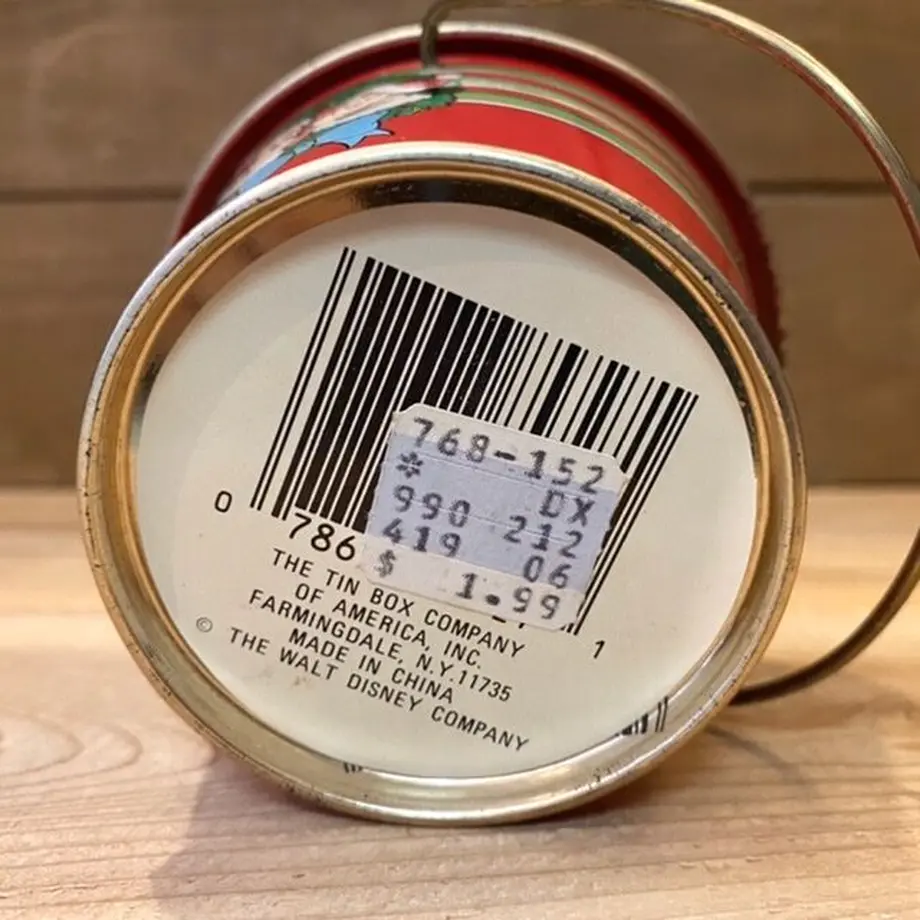 768-152
* DX
990 212
419 06
$ 1.99
0 786 1
THE TIN BOX COMPANY
OF AMERICA, INC.
FARMINGDALE, N.Y. 11735
MADE IN CHINA
© THE WALT DISNEY COMPANY